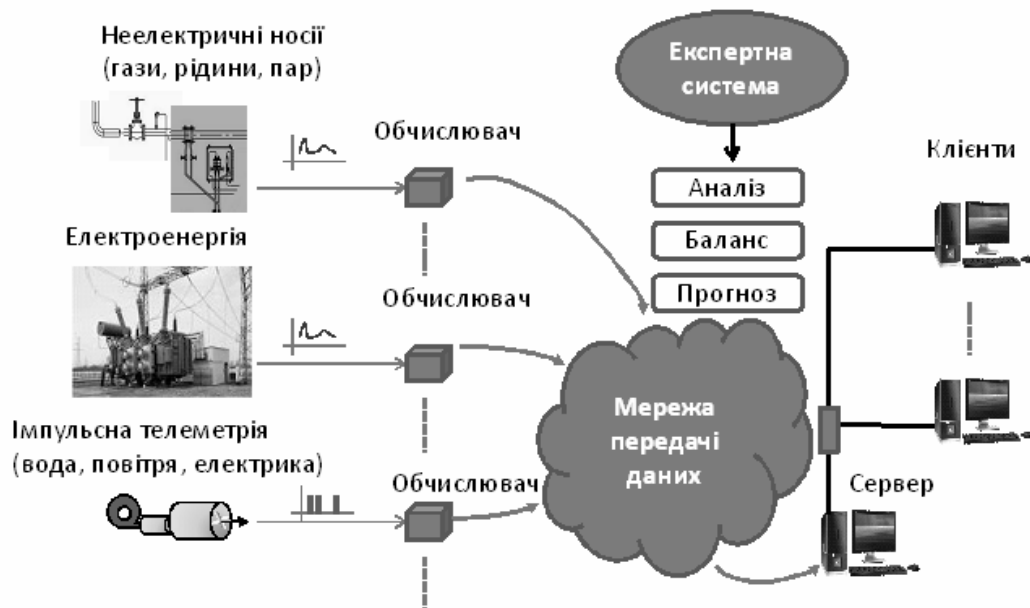 Неелектричні носії
(гази, рідини, пар)
Обчислювач
Електроенергія
Обчислювач
Імпульсна телеметрія
(вода, повітря, електрика)
Обчислювач
Експертна
система
Аналіз
Баланс
Прогноз
Мережа
передачі
даних
Клієнти
Сервер